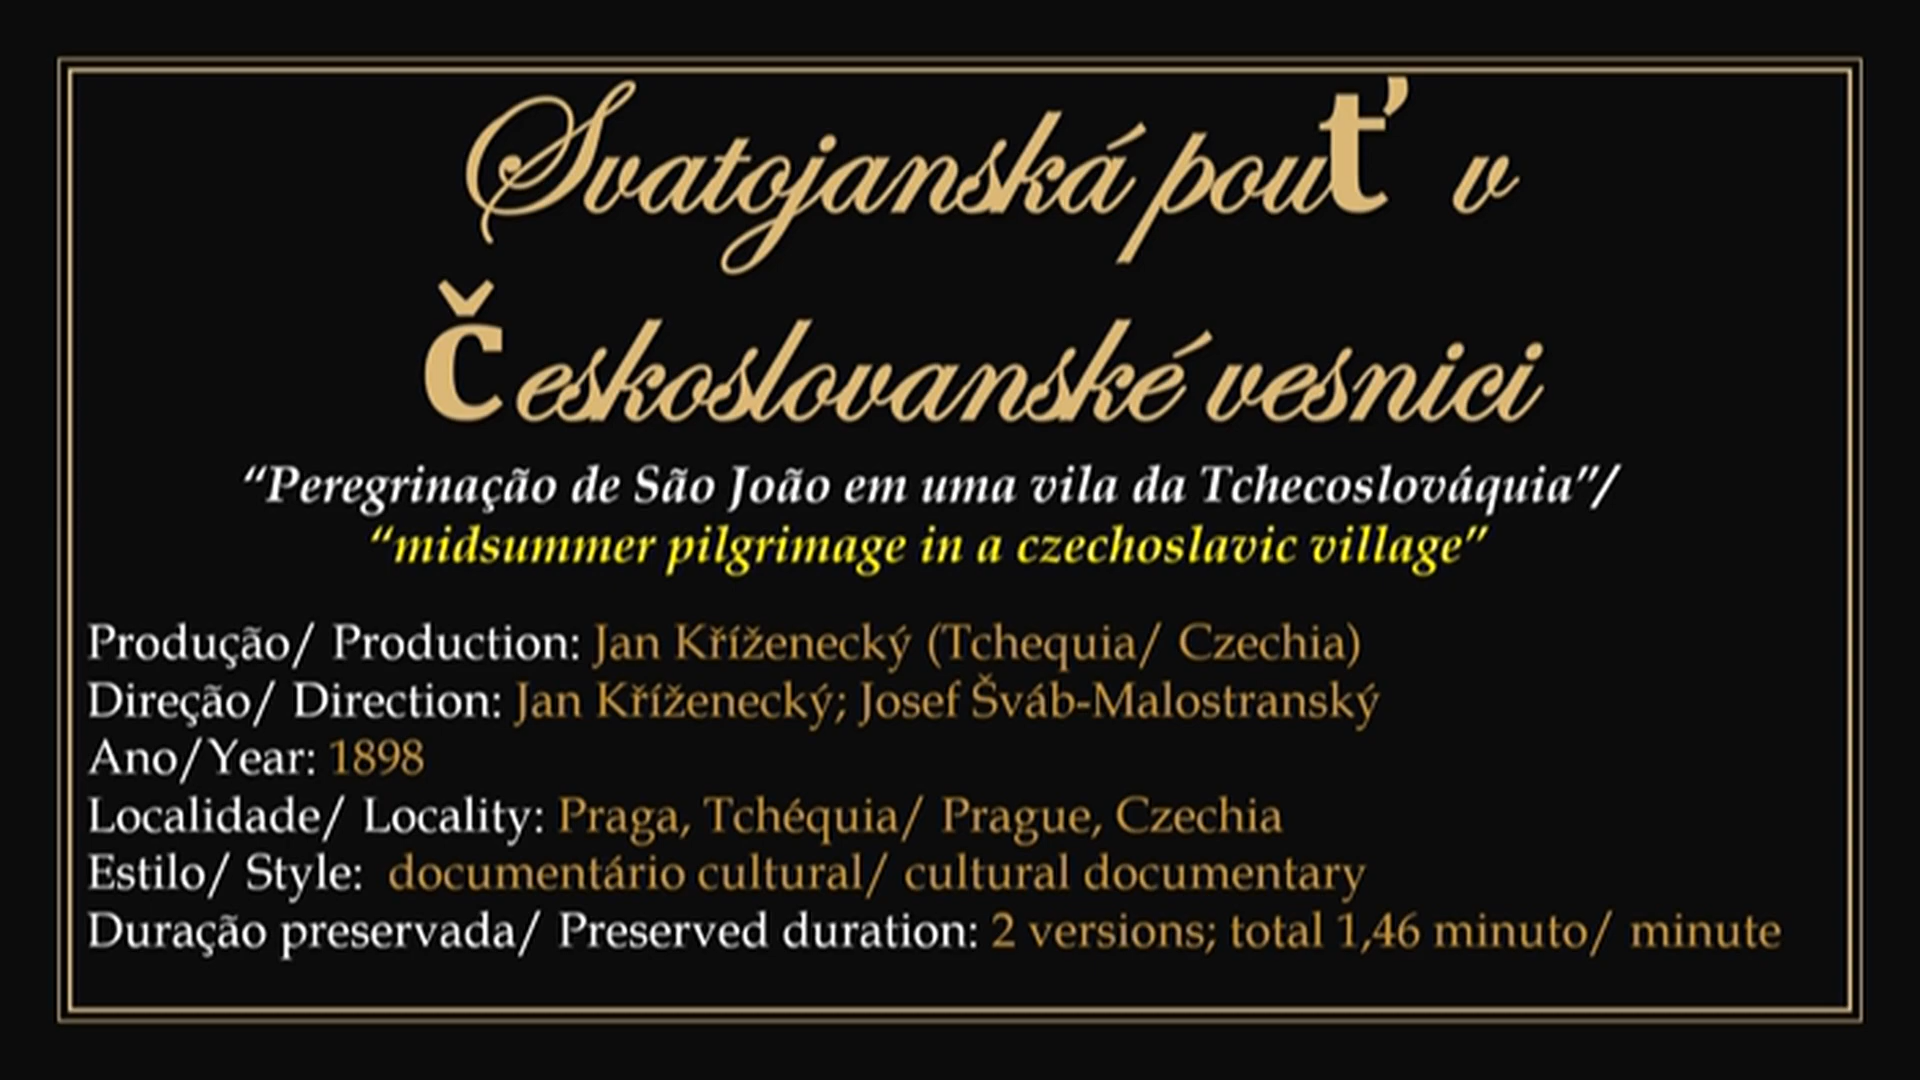 Svatojanská pouť v
českoslovanské vesnici
“Peregrinação de São João em uma vila da Tchecoslováquia”/
“midsummer pilgrimage in a czechoslavic village”
Produção/ Production: Jan Kříženecký (Tchequia/ Czechia)
Direção/ Direction: Jan Kříženecký; Josef Šváb-Malostranský
Ano/Year: 1898
Localidade/ Locality: Praga, Tchéquia/ Prague, Czechia
Estilo/ Style: documentário cultural/ cultural documentary
Duração preservada/ Preserved duration: 2 versions; total 1,46 minuto/ minute